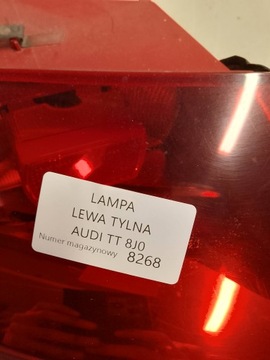 LAMPA
LEWA TYLNA
AUDI TT 8J0
Numer magazynowy 8268